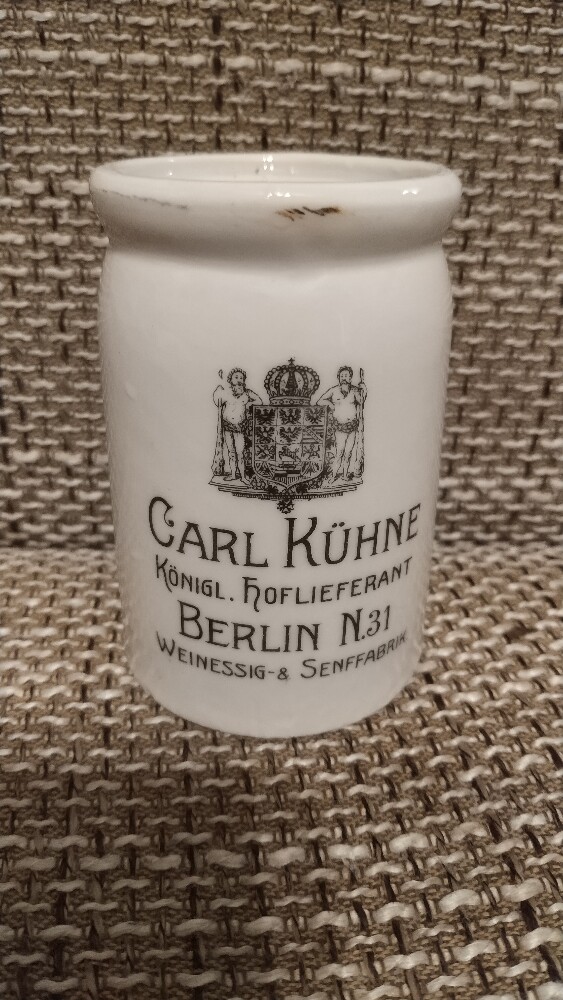 Carl Kühne
Königl. Hoflieferant
Berlin N.31
Weinessig- & Senffabrik